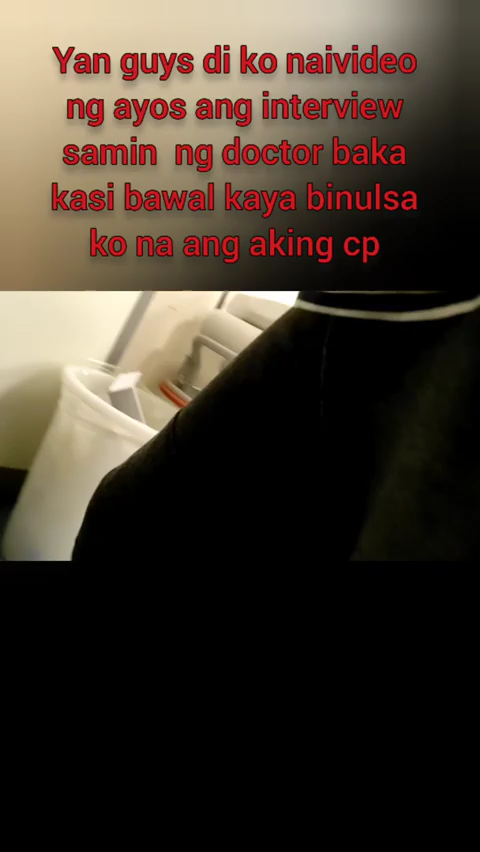 Yan guys di ko naivideo
ng ayos ang interview
samin ng doctor baka
kasi bawal kaya binulsa
ko na ang aking cp